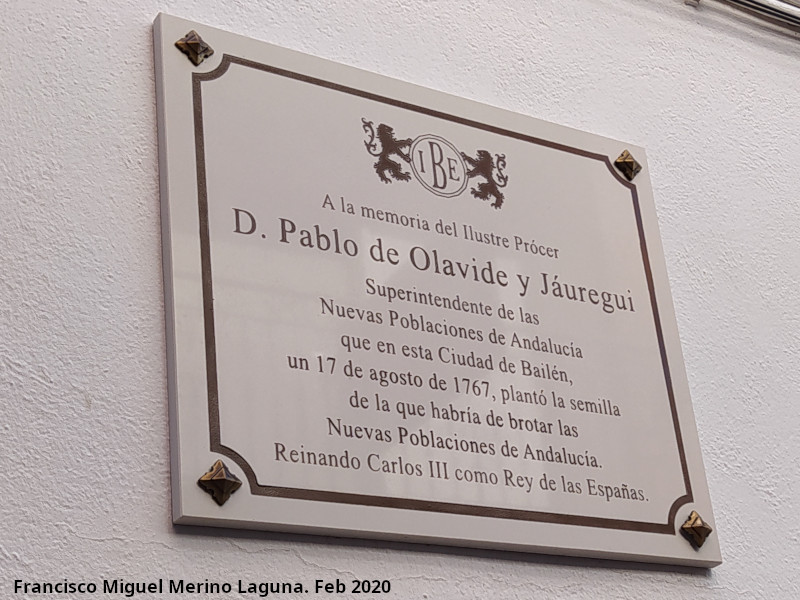 IBE
A la memoria del Ilustre Prócer
D. Pablo de Olavide y Jáuregui
Superintendente de las
Nuevas Poblaciones de Andalucía
que en esta Ciudad de Bailén,
un 17 de agosto de 1767, plantó la semilla
de la que habría de brotar las
Nuevas Poblaciones de Andalucía.
Reinando Carlos III como Rey de las Españas.
Francisco Miguel Merino Laguna. Feb 2020